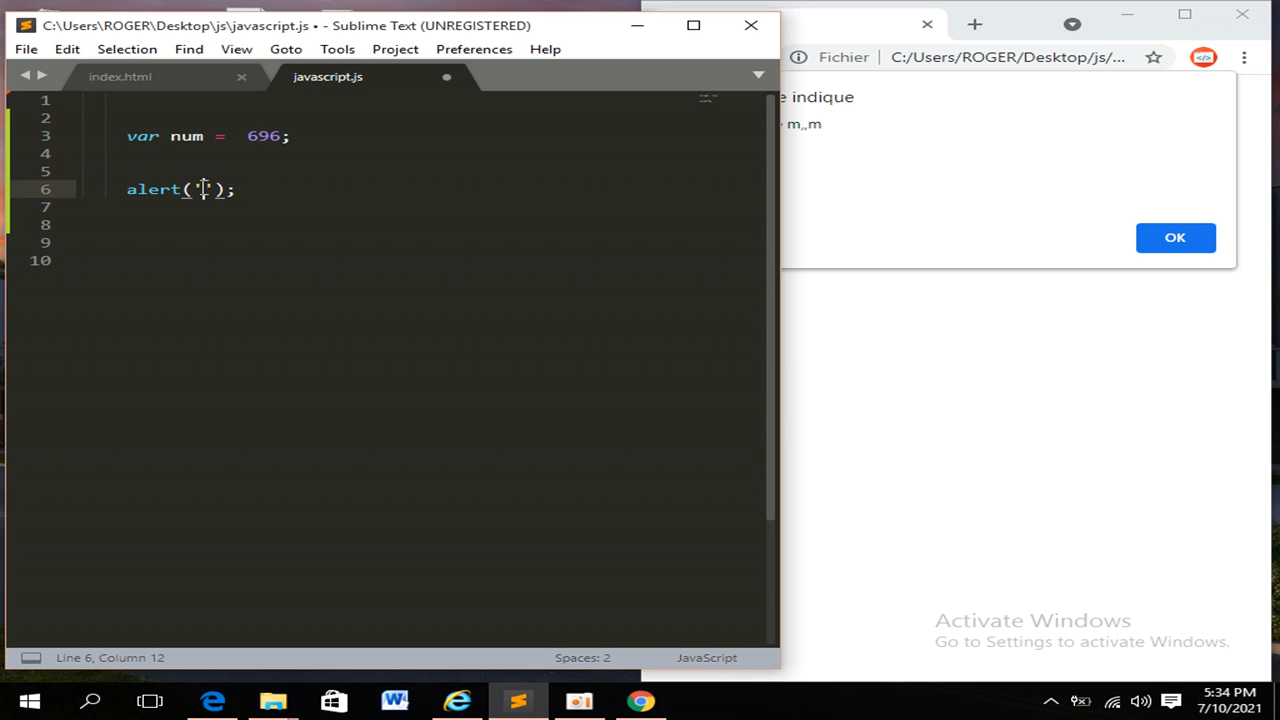 C:\Users\ROGER\Desktop\js\javascript.js • - Sublime Text (UNREGISTERED)
File Edit Selection Find View Goto Tools Project Preferences Help
index.html
javascript.js
1
2
3 var num = 696;
4
5
6 alert('');
7
8
9
10
Line 6, Column 12
Spaces: 2
JavaScript
Fichier
C:/Users/ROGER/Desktop/js/...
e indique
m,,m
OK
Activate Windows
Go to Settings to activate Windows.
5:34 PM
7/10/2021